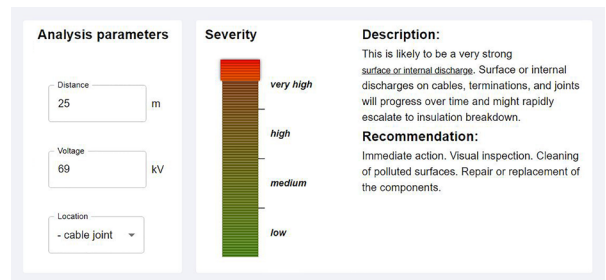 Analysis parameters
Distance
25 m
Voltage
69 kV
Location
- cable joint
Severity
very high
high
medium
low
Description:
This is likely to be a very strong
surface or internal discharge. Surface or internal
discharges on cables, terminations, and joints
will progress over time and might rapidly
escalate to insulation breakdown.
Recommendation:
Immediate action. Visual inspection. Cleaning
of polluted surfaces. Repair or replacement of
the components.